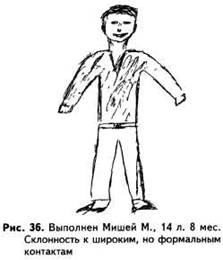 Рис. 36. Выполнен Мишей М., 14 л. 8 мес.
Склонность к широким, но формальным
контактам